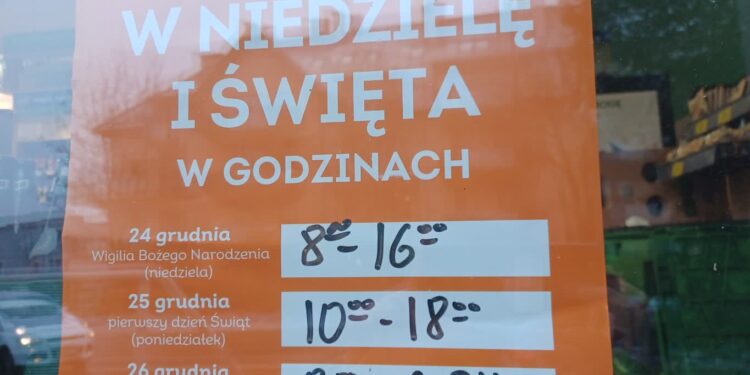 W NIEDZIELĘ
I ŚWIĘTA
W GODZINACH
24 grudnia
Wigilia Bożego Narodzenia
(niedziela)
8⁰⁰ - 16⁰⁰
25 grudnia
pierwszy dzień Świąt
(poniedziałek)
10⁰⁰ - 18⁰⁰
26 grudnia